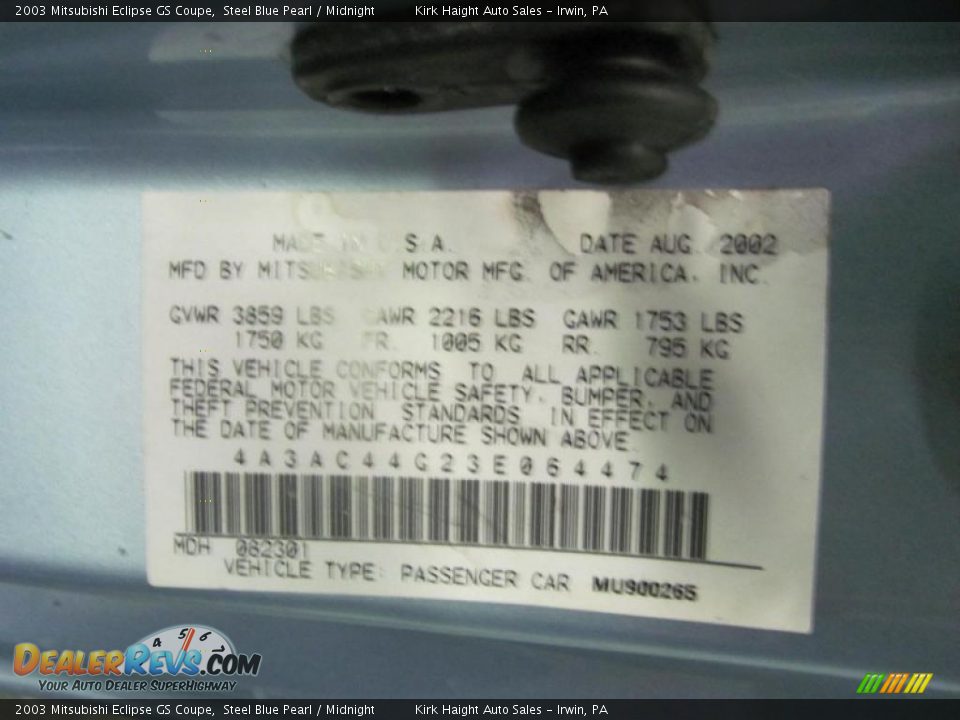 2003 Mitsubishi Eclipse GS Coupe, Steel Blue Pearl / Midnight Kirk Haight Auto Sales - Irwin, PA
MADE IN U.S.A. DATE AUG. 2002
MFD BY MITSUBISHI MOTOR MFG. OF AMERICA. INC.
GVWR 3859 LBS GAWR 2216 LBS GAWR 1753 LBS
1750 KG FR. 1005 KG RR. 795 KG
THIS VEHICLE CONFORMS TO ALL APPLICABLE
FEDERAL MOTOR VEHICLE SAFETY, BUMPER, AND
THEFT PREVENTION STANDARDS IN EFFECT ON
THE DATE OF MANUFACTURE SHOWN ABOVE.
4A3AC44G23E064474
MDH 082301
VEHICLE TYPE: PASSENGER CAR MU900265
4 5 6
DEALERREVS.COM
YOUR AUTO DEALER SUPERHIGHWAY
2003 Mitsubishi Eclipse GS Coupe, Steel Blue Pearl / Midnight Kirk Haight Auto Sales - Irwin, PA